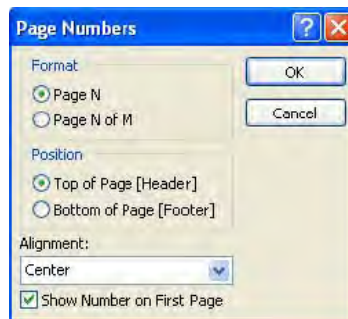 Page Numbers
Format
OK
Page N
Page N of M
Cancel
Position
Top of Page [Header]
Bottom of Page [Footer]
Alignment:
Center
Show Number on First Page